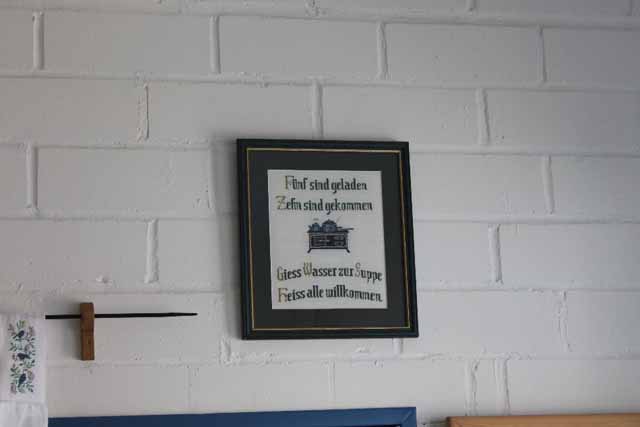 Fünf sind geladen
Zehn sind gekommen
Giess Wasser zur Suppe
Heiss alle willkommen